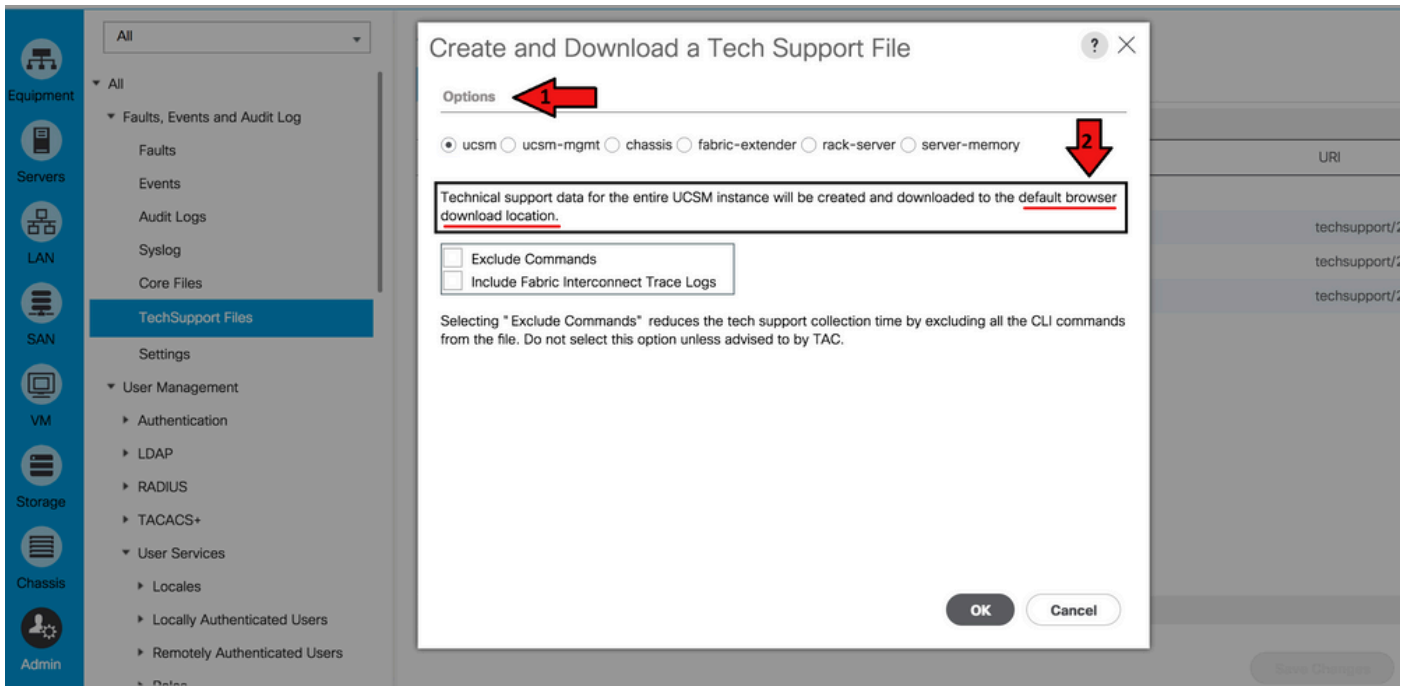 Equipment
Servers
LAN
SAN
VM
Storage
Chassis
Admin
All
All
Faults, Events and Audit Log
Faults
Events
Audit Logs
Syslog
Core Files
TechSupport Files
Settings
User Management
Authentication
LDAP
RADIUS
TACACS+
User Services
Locales
Locally Authenticated Users
Remotely Authenticated Users
Create and Download a Tech Support File
?
Options
1
ucsm ucsm-mgmt chassis fabric-extender rack-server server-memory
2
Technical support data for the entire UCSM instance will be created and downloaded to the default browser
download location.
Exclude Commands
Include Fabric Interconnect Trace Logs
Selecting "Exclude Commands" reduces the tech support collection time by excluding all the CLI commands
from the file. Do not select this option unless advised to by TAC.
OK Cancel
URI
techsupport/2
techsupport/2
techsupport/2
Save Changes